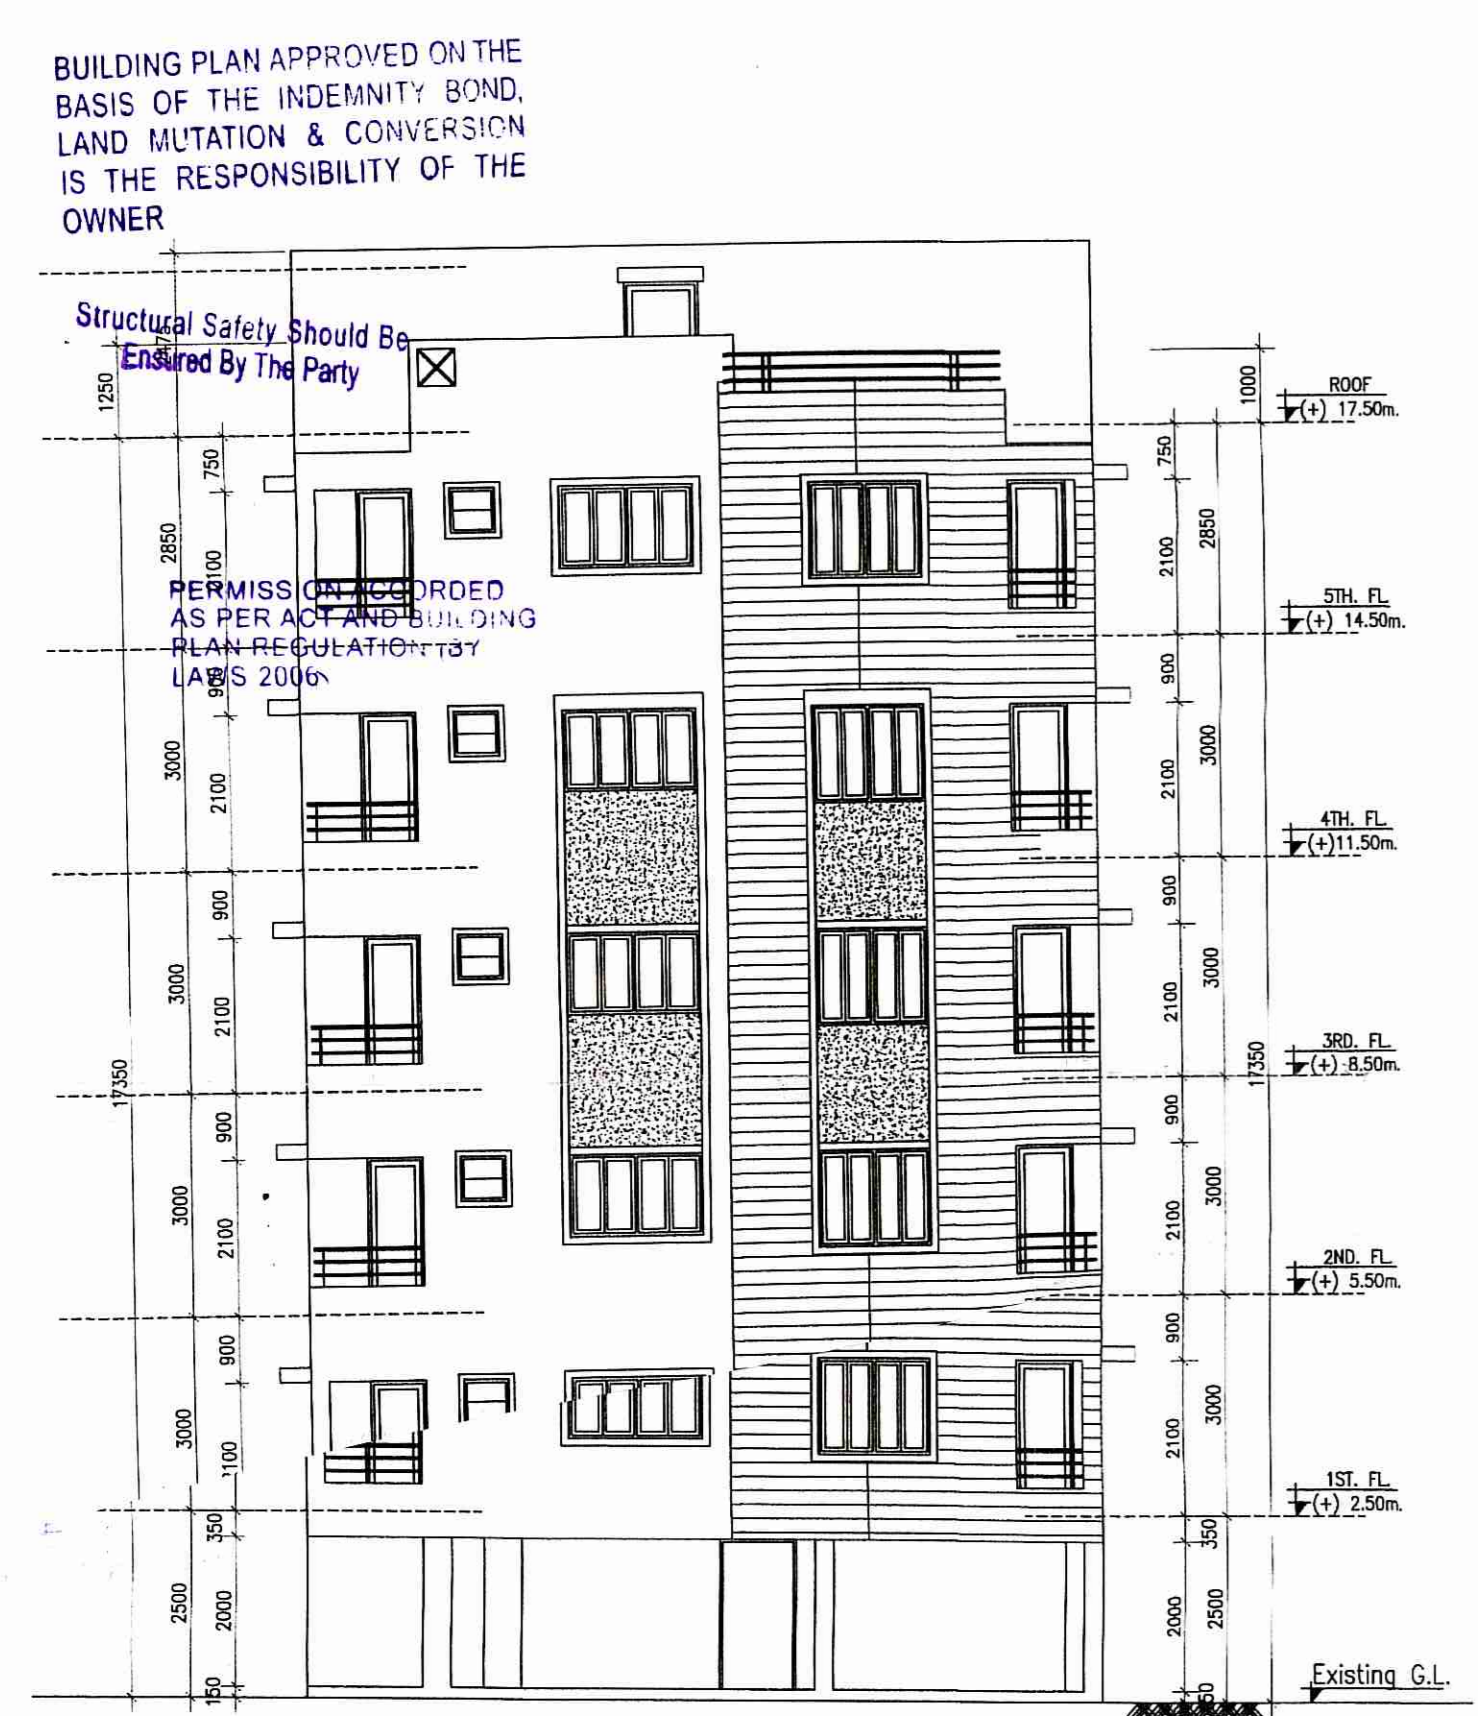 BUILDING PLAN APPROVED ON THE
BASIS OF THE INDEMNITY BOND,
LAND MUTATION & CONVERSION
IS THE RESPONSIBILITY OF THE
OWNER
Structural Safety Should Be
Ensured By The Party
PERMISSION ACCORDED
AS PER ACT AND BUILDING
PLAN REGULATION BY
LAWS 2006
1250
750
2850
2100
900
3000
2100
900
3000
2100
17350
900
3000
2100
900
3000
350
2500
2000
150
1000
ROOF
(+) 17.50m.
750
2850
2100
5TH. FL
(+) 14.50m.
900
3000
2100
4TH. FL
(+)11.50m.
900
3000
2100
3RD. FL
(+) 8.50m.
17350
900
3000
2100
2ND. FL
(+) 5.50m.
900
3000
2100
1ST. FL
(+) 2.50m.
350
2500
2000
Existing G.L.